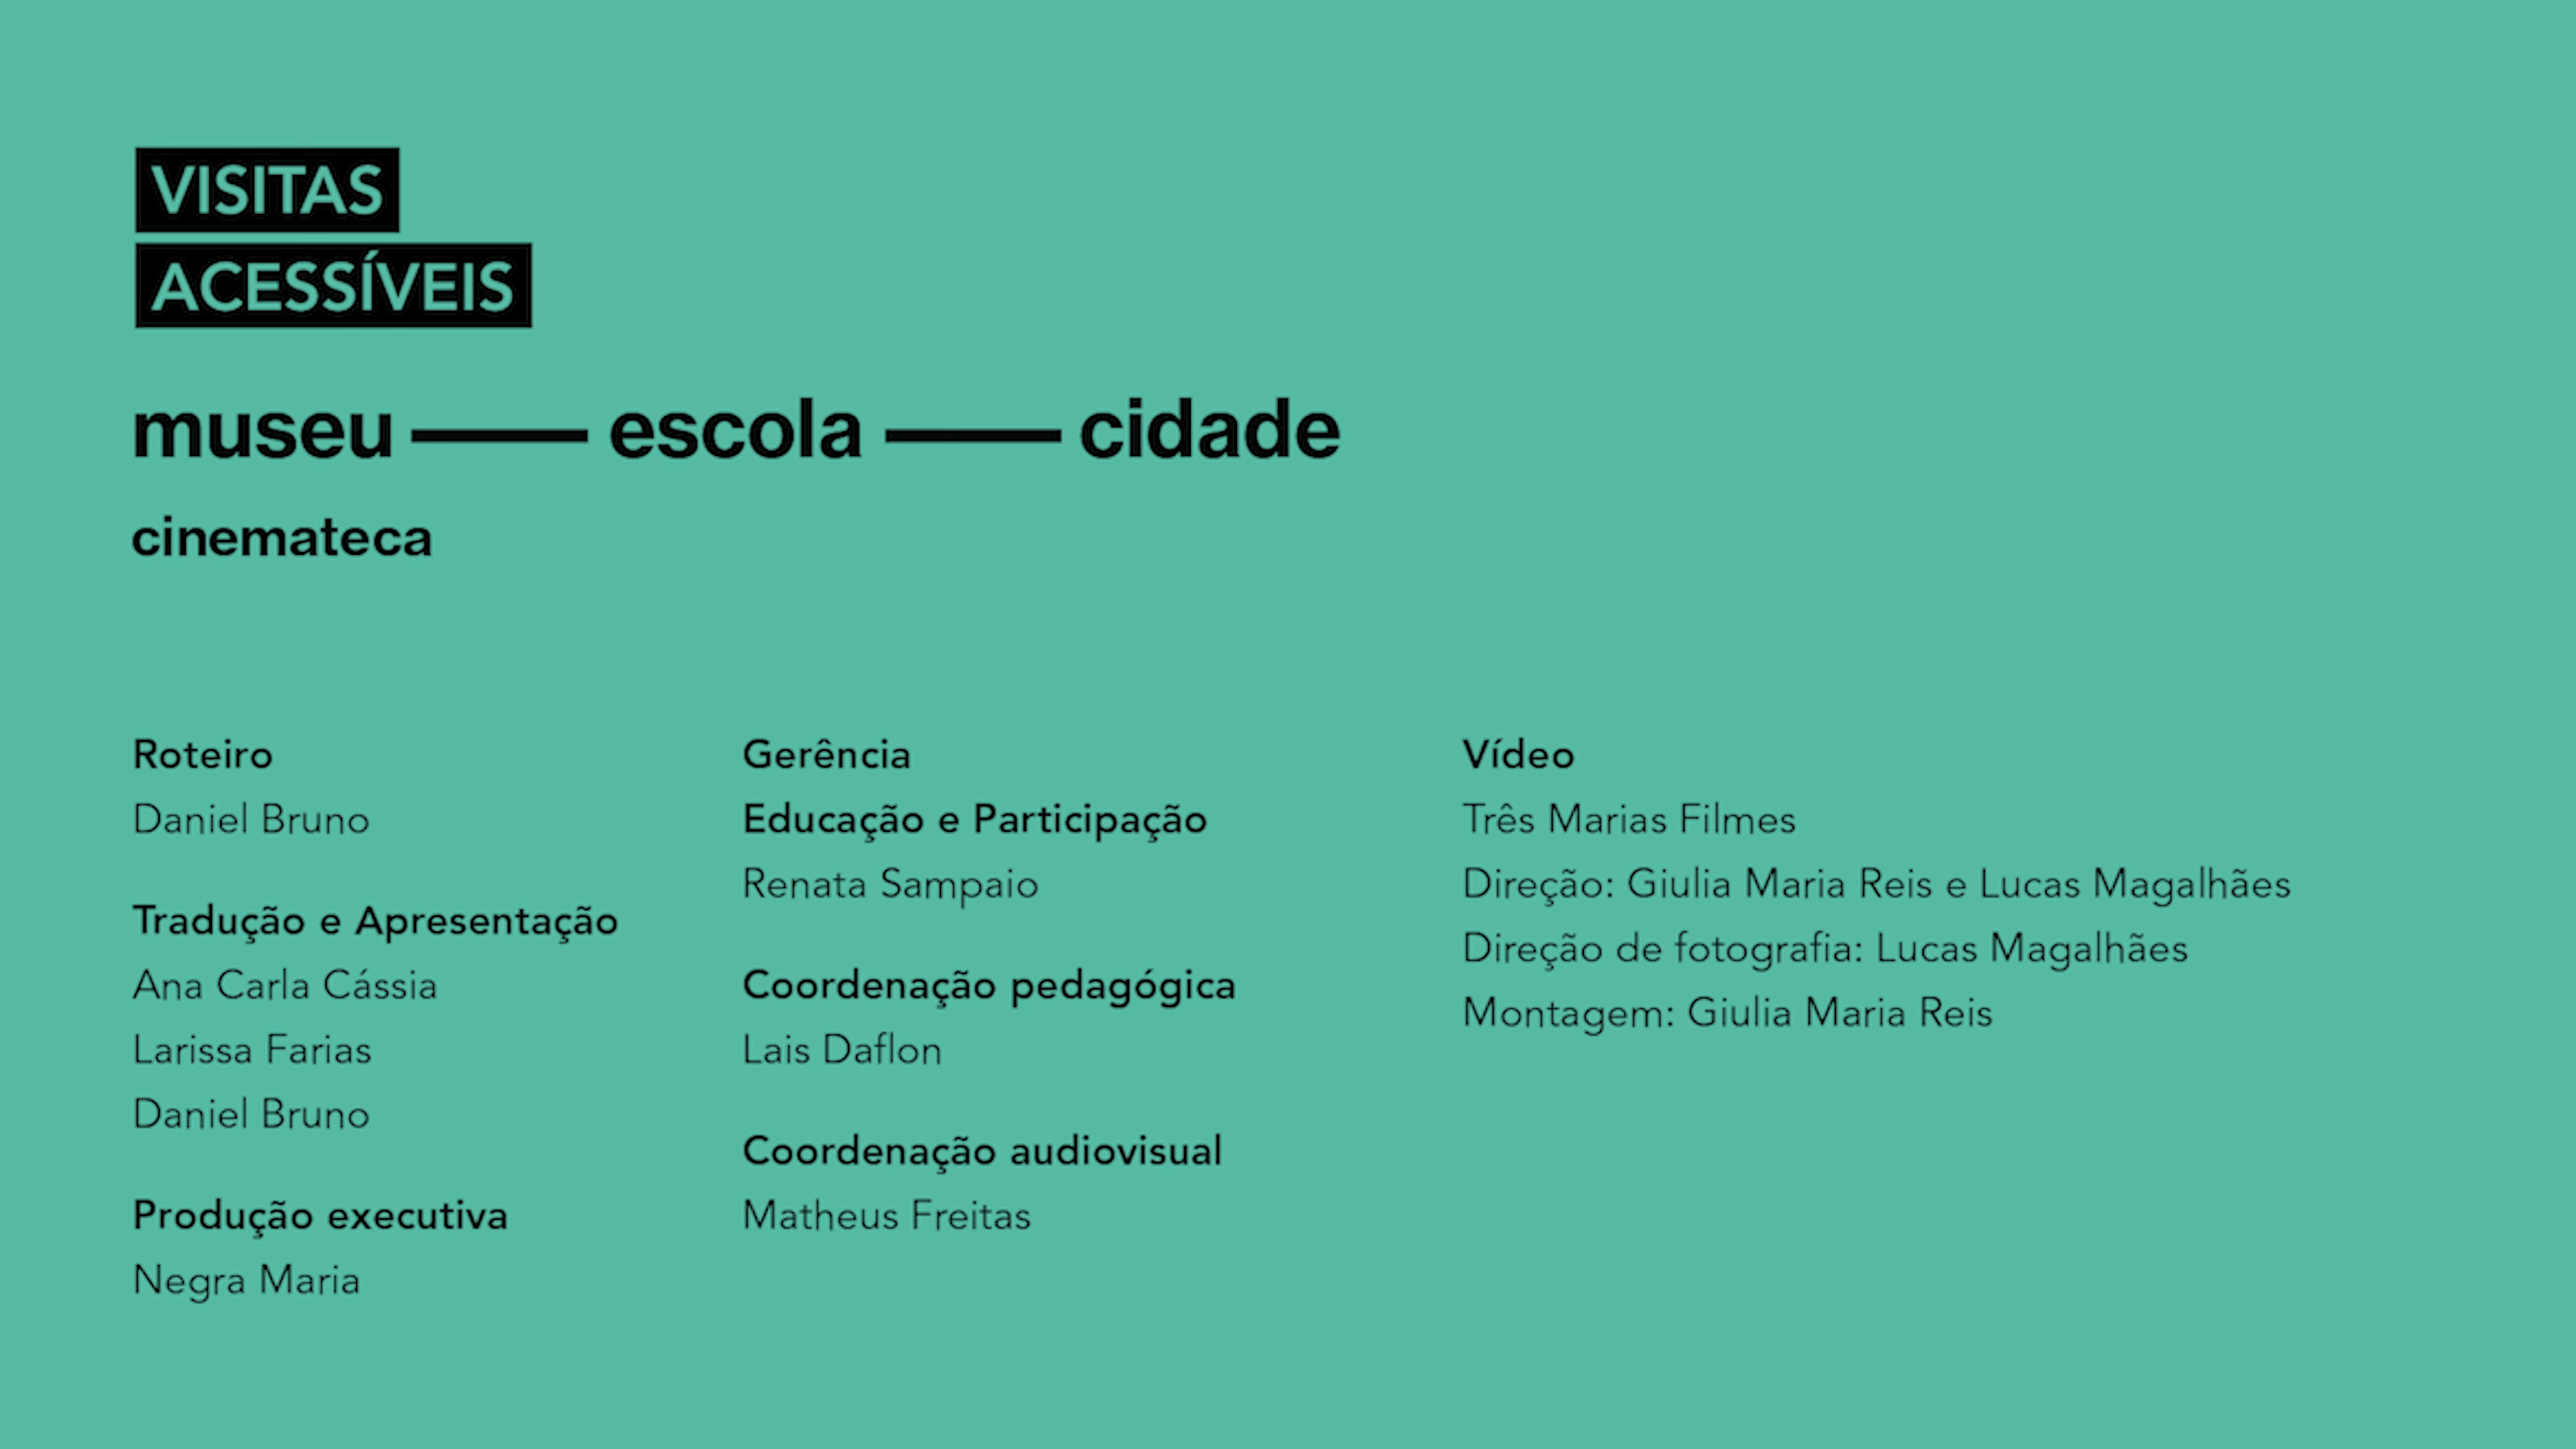 VISITAS
ACESSÍVEIS
museu — escola — cidade
cinemateca
Roteiro
Daniel Bruno
Tradução e Apresentação
Ana Carla Cássia
Larissa Farias
Daniel Bruno
Produção executiva
Negra Maria
Gerência
Educação e Participação
Renata Sampaio
Coordenação pedagógica
Lais Daflon
Coordenação audiovisual
Matheus Freitas
Vídeo
Três Marias Filmes
Direção: Giulia Maria Reis e Lucas Magalhães
Direção de fotografia: Lucas Magalhães
Montagem: Giulia Maria Reis